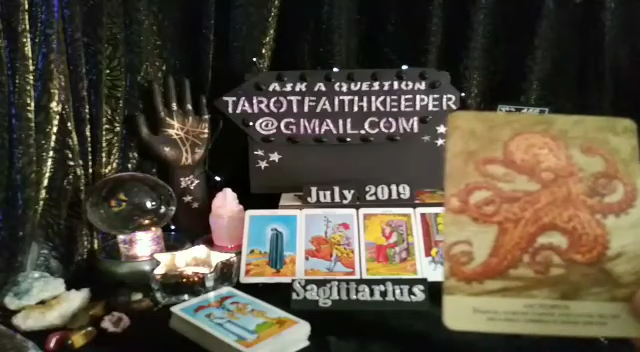 ASK A QUESTION
TAROTFAITHKEEPER
@GMAIL.COM
July 2019
Sagittarius